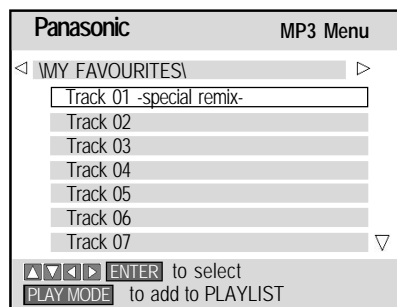 Panasonic MP3 Menu
\MY FAVOURITES\
Track 01 -special remix-
Track 02
Track 03
Track 04
Track 05
Track 06
Track 07
ENTER to select
PLAY MODE to add to PLAYLIST